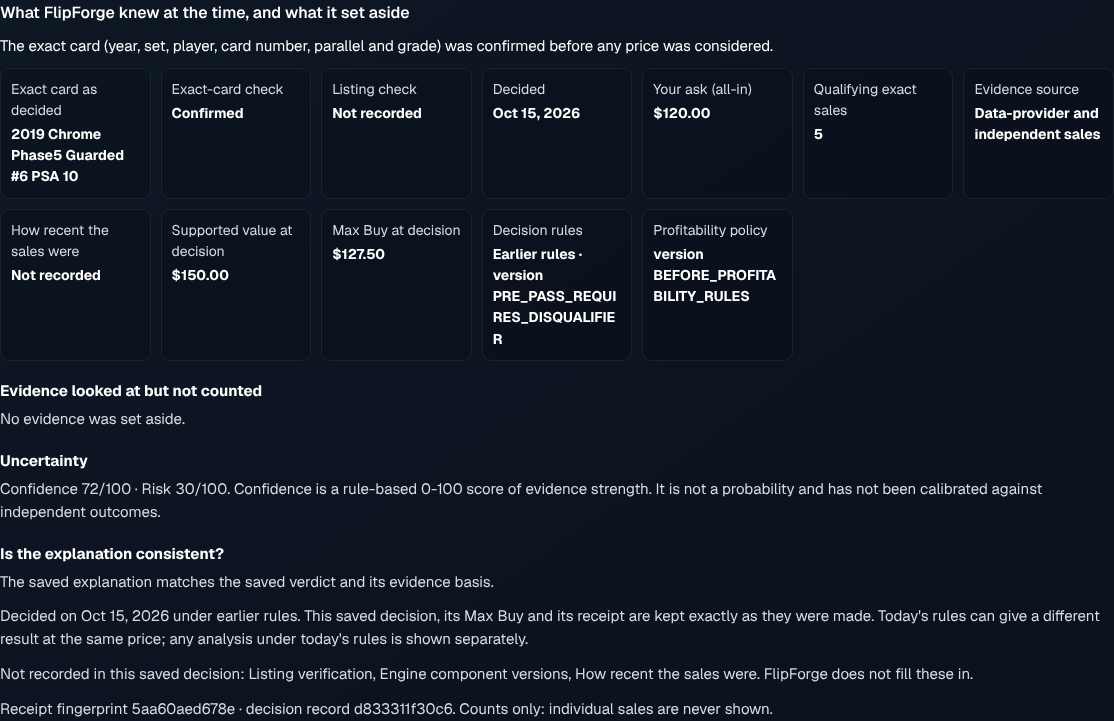 What FlipForge knew at the time, and what it set aside
The exact card (year, set, player, card number, parallel and grade) was confirmed before any price was considered.
Exact card as
decided
2019 Chrome
Phase5 Guarded
#6 PSA 10
Exact-card check
Confirmed
Listing check
Not recorded
Decided
Oct 15, 2026
Your ask (all-in)
$120.00
Qualifying exact
sales
5
Evidence source
Data-provider and
independent sales
How recent the
sales were
Not recorded
Supported value at
decision
$150.00
Max Buy at decision
$127.50
Decision rules
Earlier rules ·
version
PRE_PASS_REQUI
RES_DISQUALIFIE
R
Profitability policy
version
BEFORE_PROFITA
BILITY_RULES
Evidence looked at but not counted
No evidence was set aside.
Uncertainty
Confidence 72/100 · Risk 30/100. Confidence is a rule-based 0-100 score of evidence strength. It is not a probability and has not been calibrated against
independent outcomes.
Is the explanation consistent?
The saved explanation matches the saved verdict and its evidence basis.
Decided on Oct 15, 2026 under earlier rules. This saved decision, its Max Buy and its receipt are kept exactly as they were made. Today's rules can give a different
result at the same price; any analysis under today's rules is shown separately.
Not recorded in this saved decision: Listing verification, Engine component versions, How recent the sales were. FlipForge does not fill these in.
Receipt fingerprint 5aa60aed678e · decision record d833311f30c6. Counts only: individual sales are never shown.